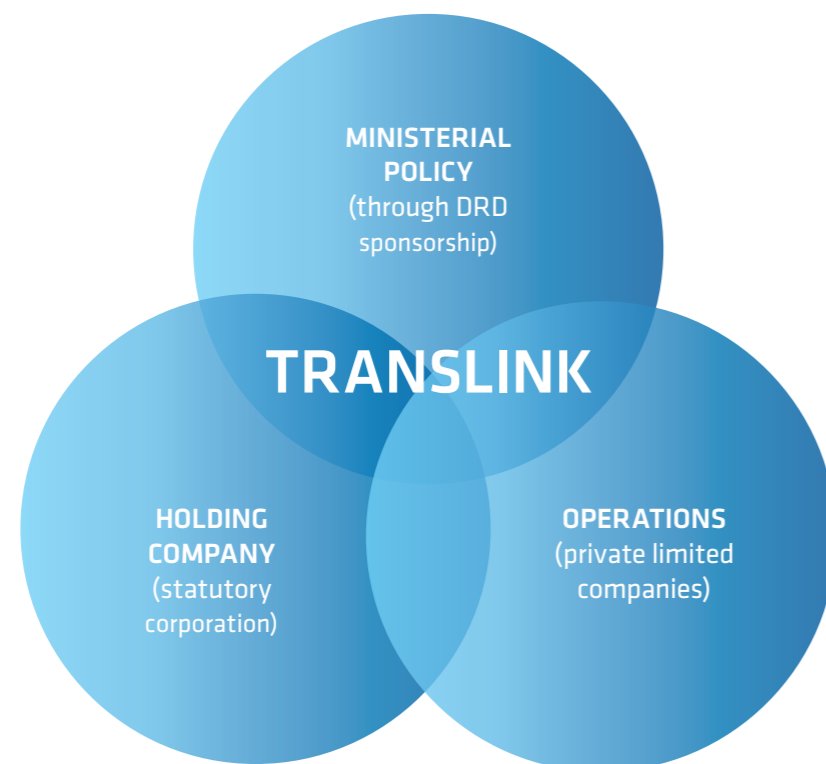 MINISTERIAL
POLICY
(through DRD
sponsorship)
TRANSLINK
HOLDING
COMPANY
(statutory
corporation)
OPERATIONS
(private limited
companies)